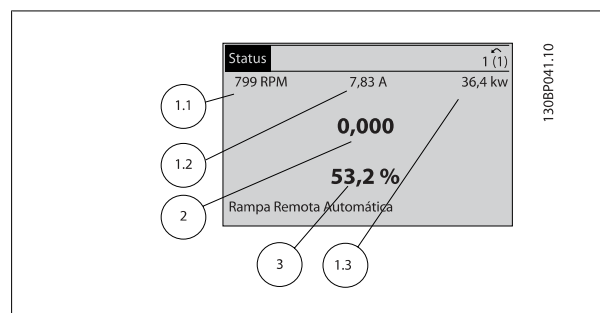 Status
1 (1)
799 RPM 7,83 A 36,4 kw
0,000
53,2 %
Rampa Remota Automática
1.1
1.2
2
3
1.3
130BP041.10